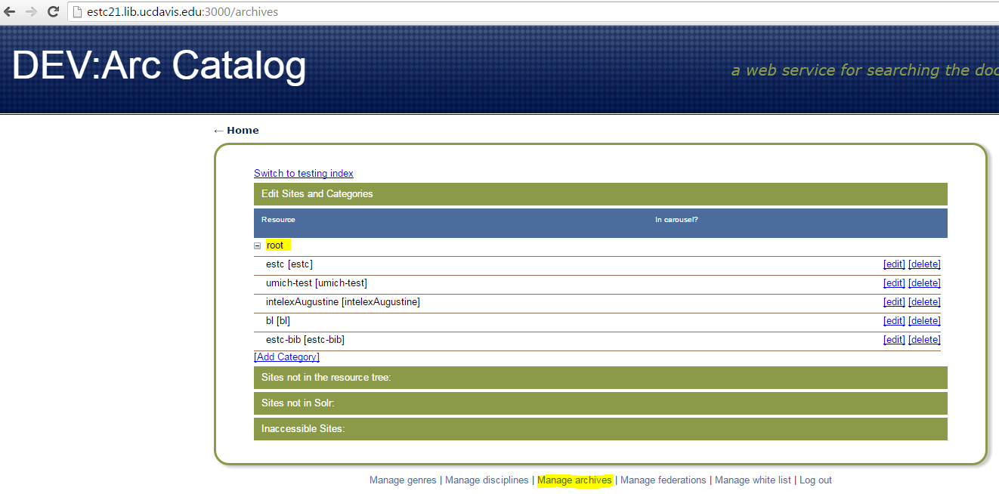 estc21.lib.ucdavis.edu:3000/archives
DEV:Arc Catalog
a web service for searching the doc
← Home
Switch to testing index
Edit Sites and Categories
Resource In carousel?
root
estc [estc] [edit] [delete]
umich-test [umich-test] [edit] [delete]
intelexAugustine [intelexAugustine] [edit] [delete]
bl [bl] [edit] [delete]
estc-bib [estc-bib] [edit] [delete]
[Add Category]
Sites not in the resource tree:
Sites not in Solr:
Inaccessible Sites:
Manage genres | Manage disciplines | Manage archives | Manage federations | Manage white list | Log out